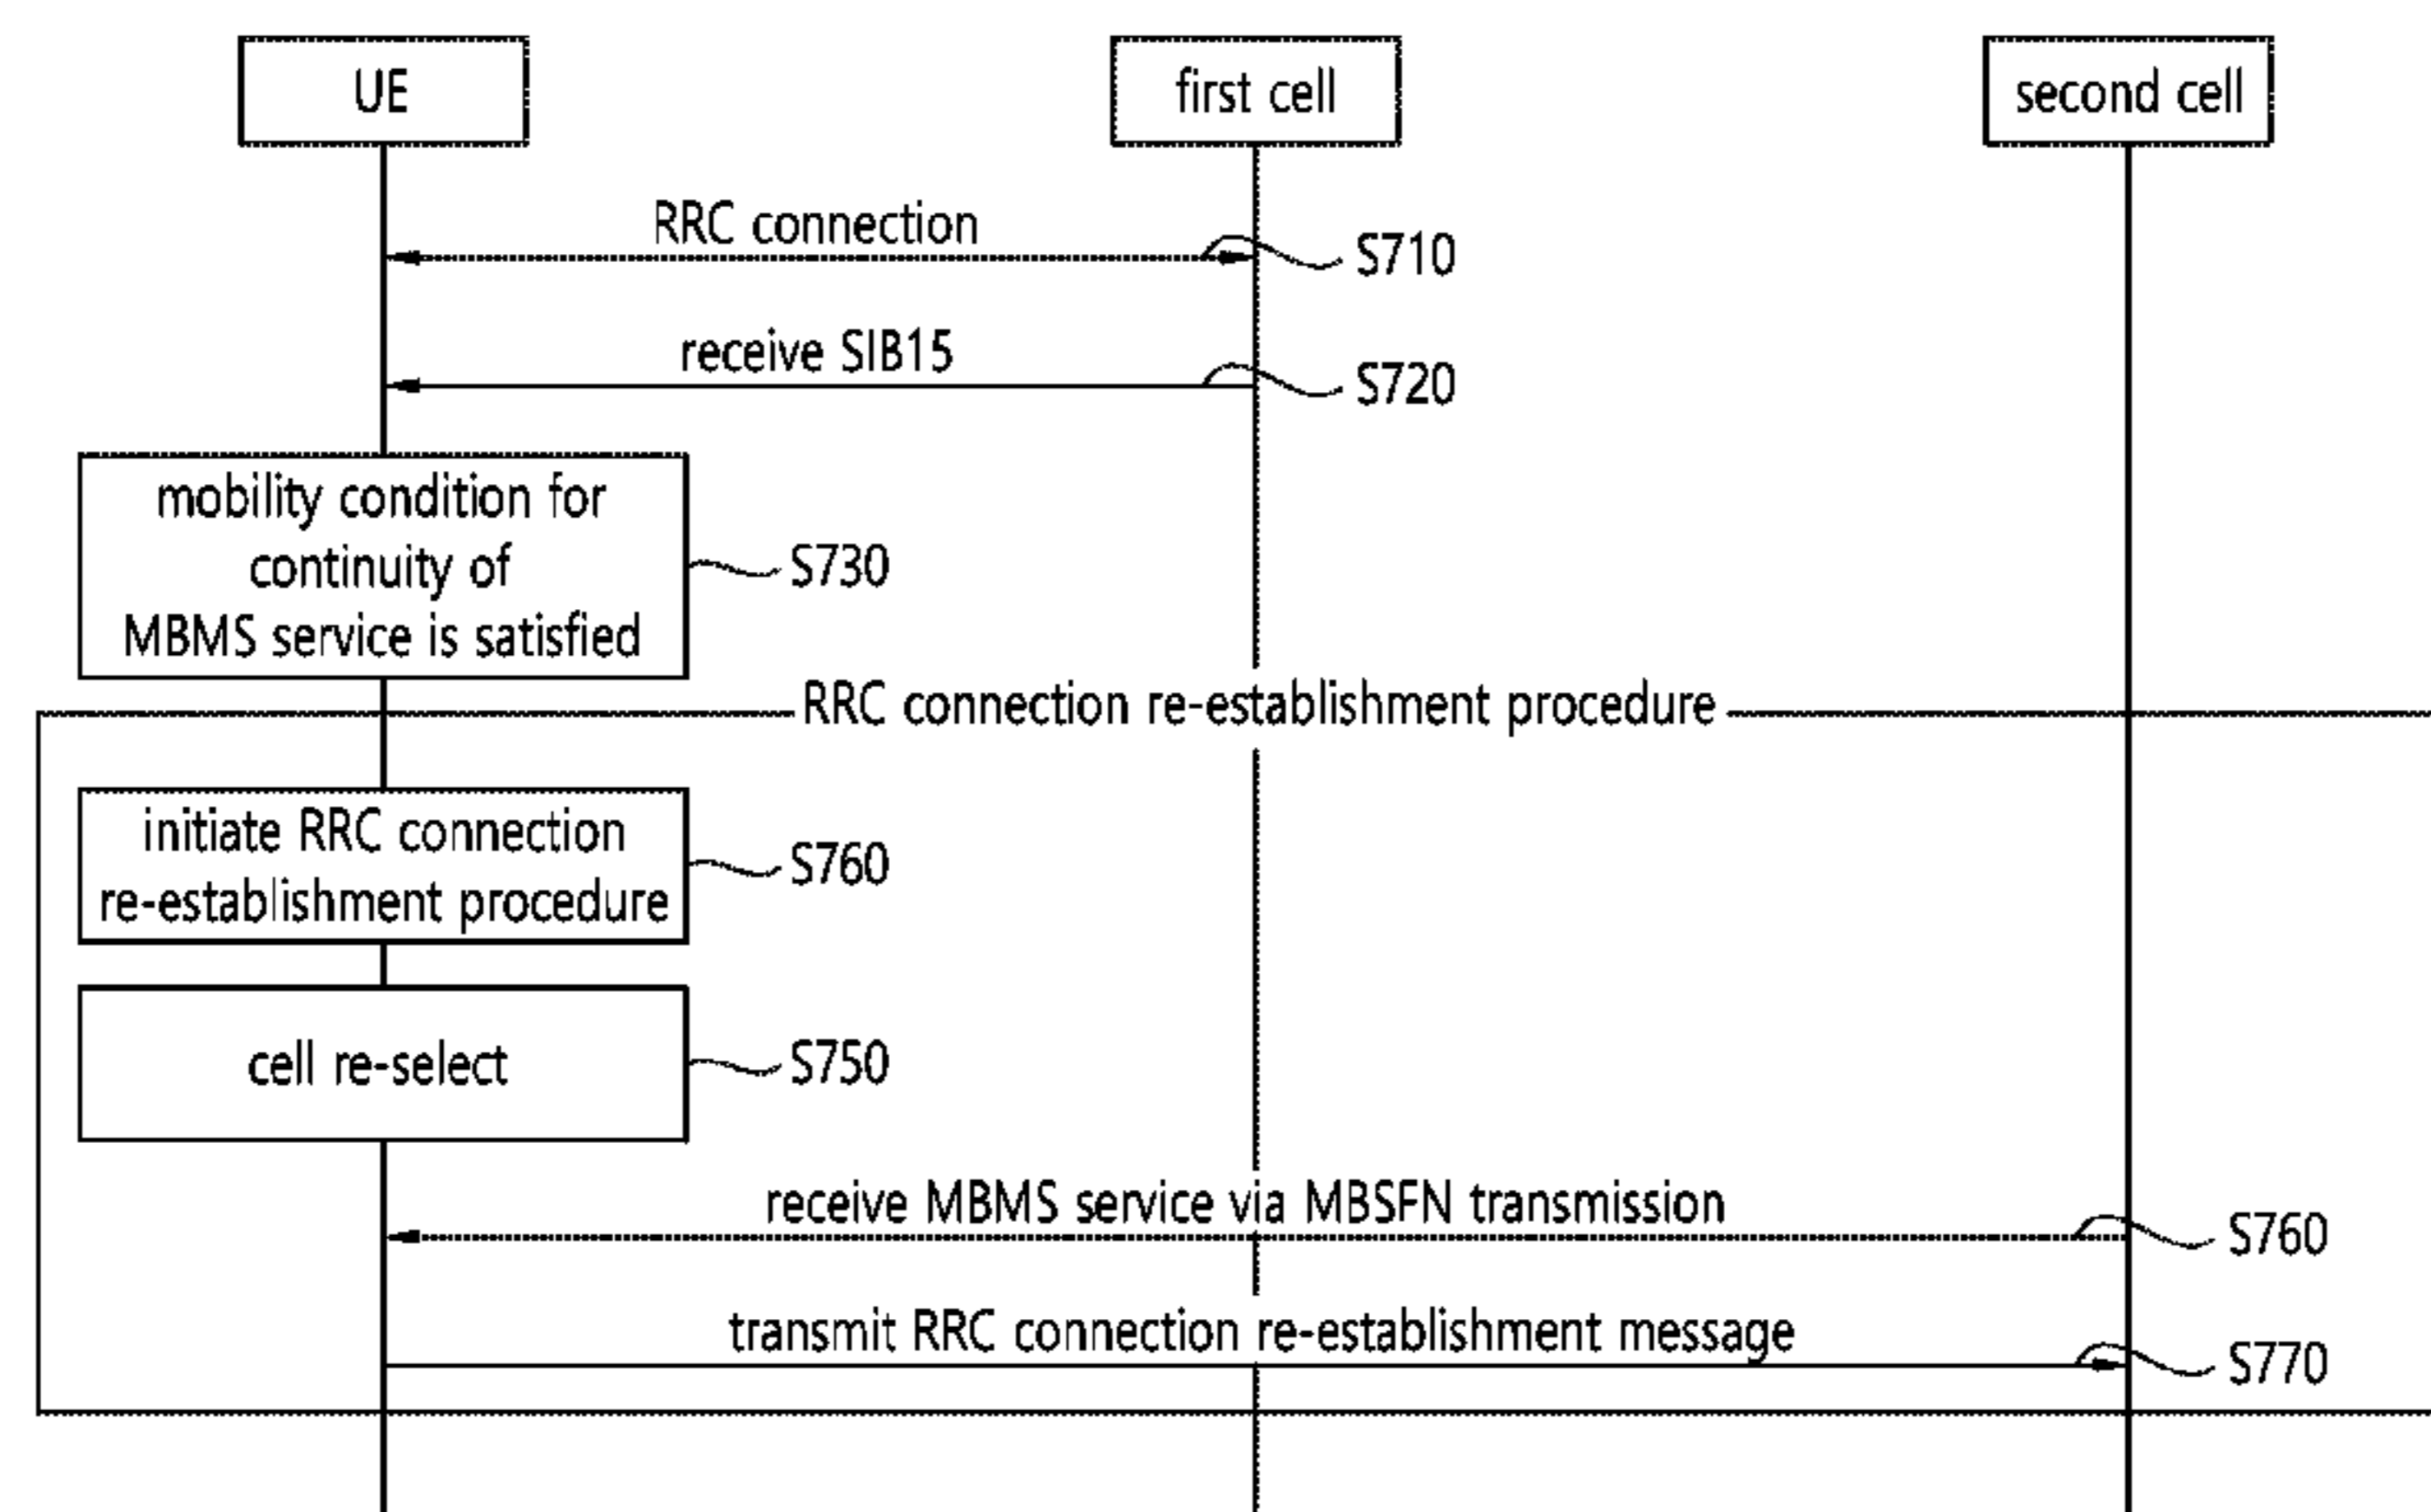 UE
first cell
second cell
RRC connection
S710
receive SIB15
S720
mobility condition for
continuity of
MBMS service is satisfied
S730
RRC connection re-establishment procedure
initiate RRC connection
re-establishment procedure
S760
cell re-select
S750
receive MBMS service via MBSFN transmission
S760
transmit RRC connection re-establishment message
S770